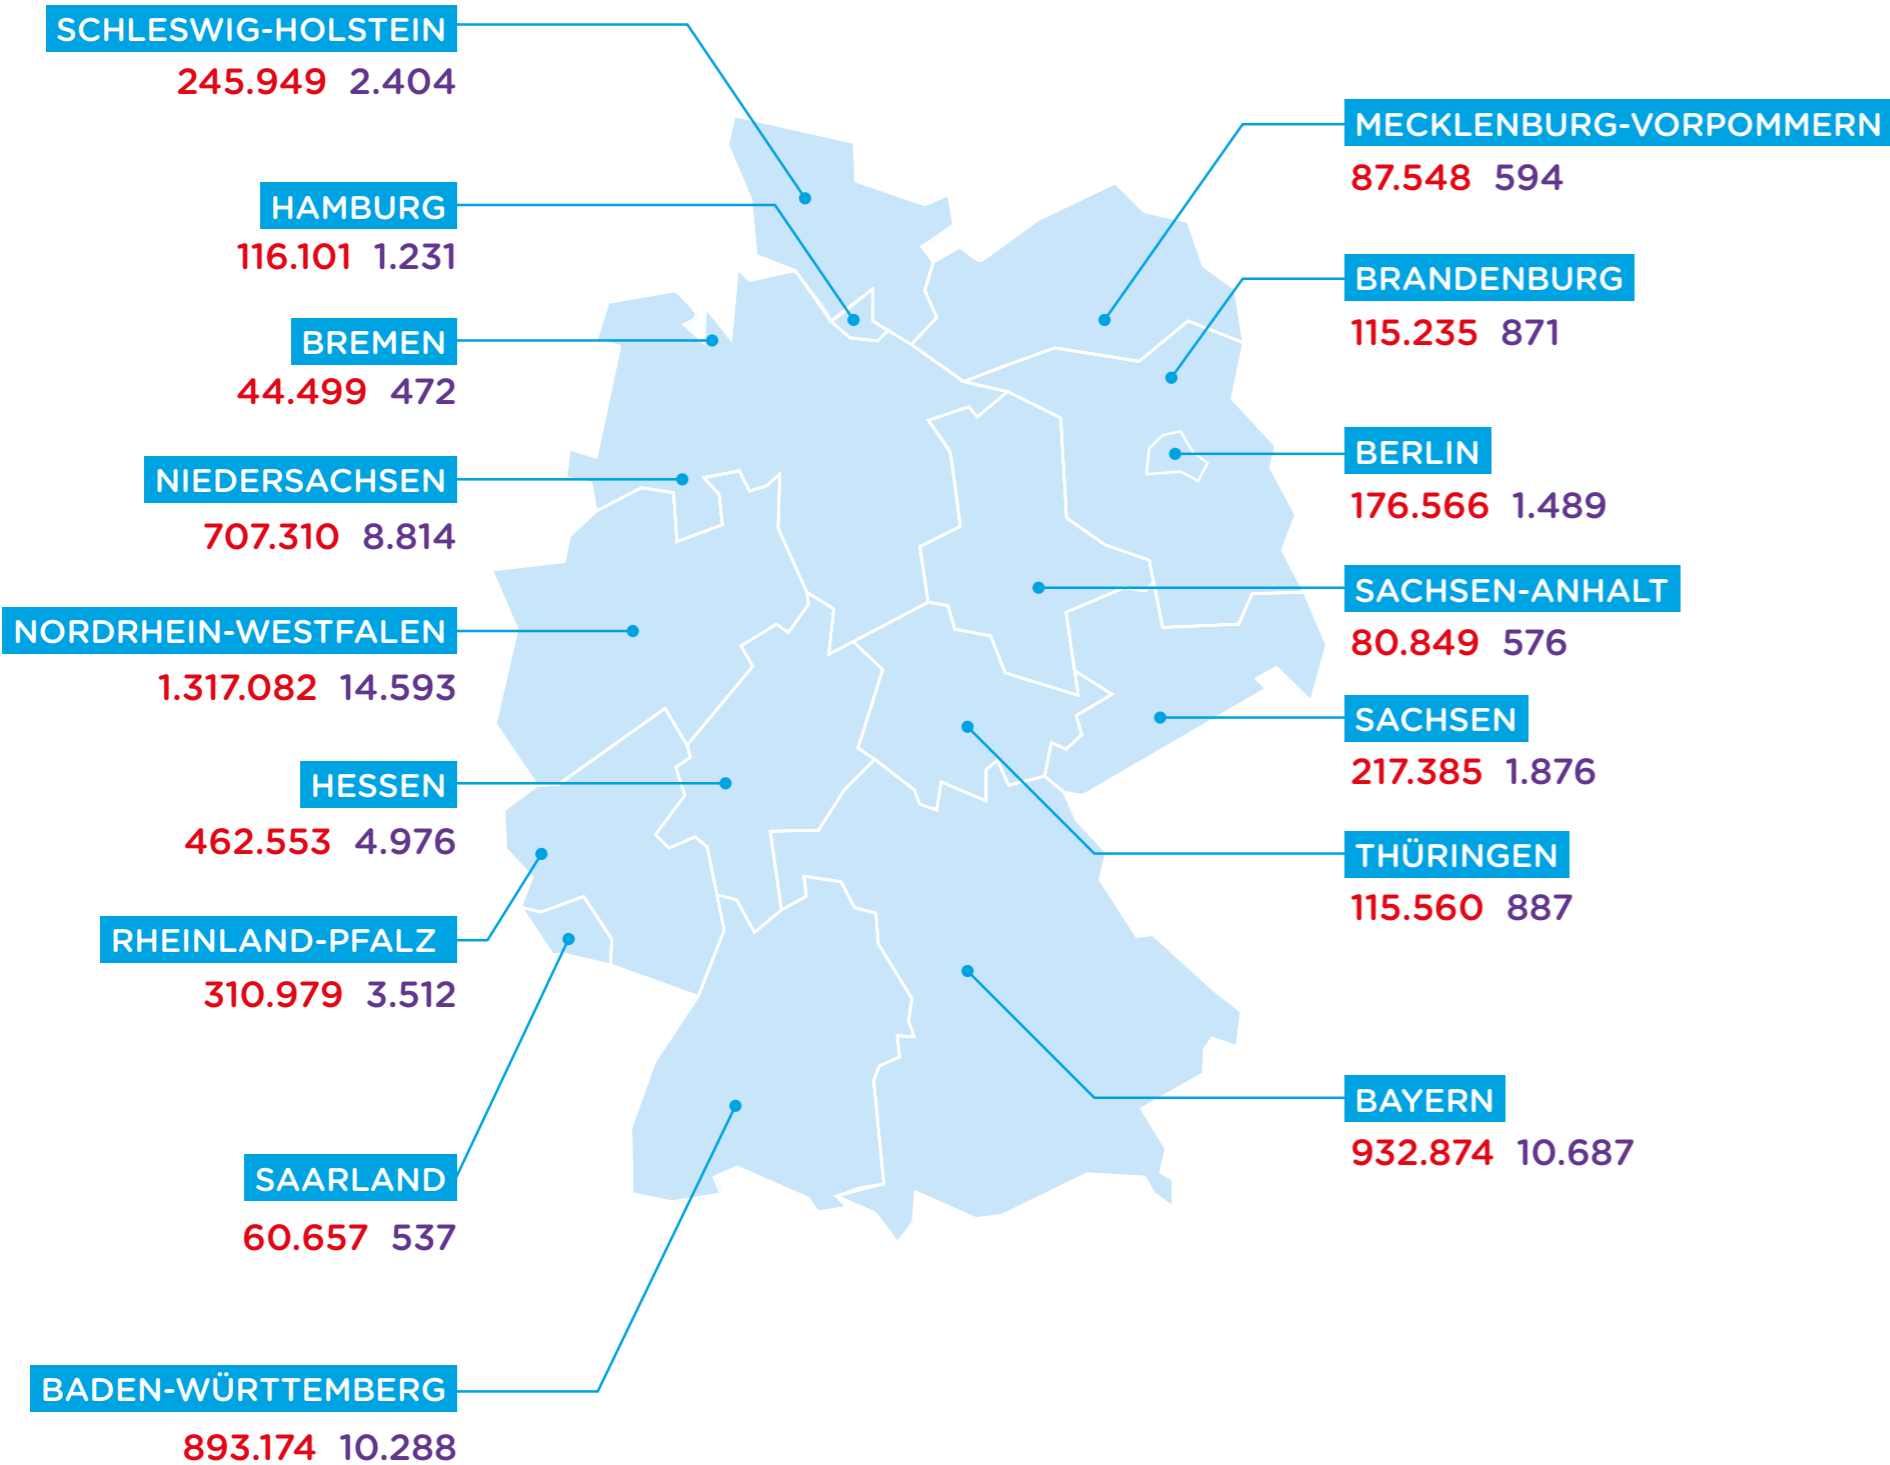 SCHLESWIG-HOLSTEIN
245.949 2.404
HAMBURG
116.101 1.231
BREMEN
44.499 472
NIEDERSACHSEN
707.310 8.814
NORDRHEIN-WESTFALEN
1.317.082 14.593
HESSEN
462.553 4.976
RHEINLAND-PFALZ
310.979 3.512
SAARLAND
60.657 537
BADEN-WÜRTTEMBERG
893.174 10.288
MECKLENBURG-VORPOMMERN
87.548 594
BRANDENBURG
115.235 871
BERLIN
176.566 1.489
SACHSEN-ANHALT
80.849 576
SACHSEN
217.385 1.876
THÜRINGEN
115.560 887
BAYERN
932.874 10.687